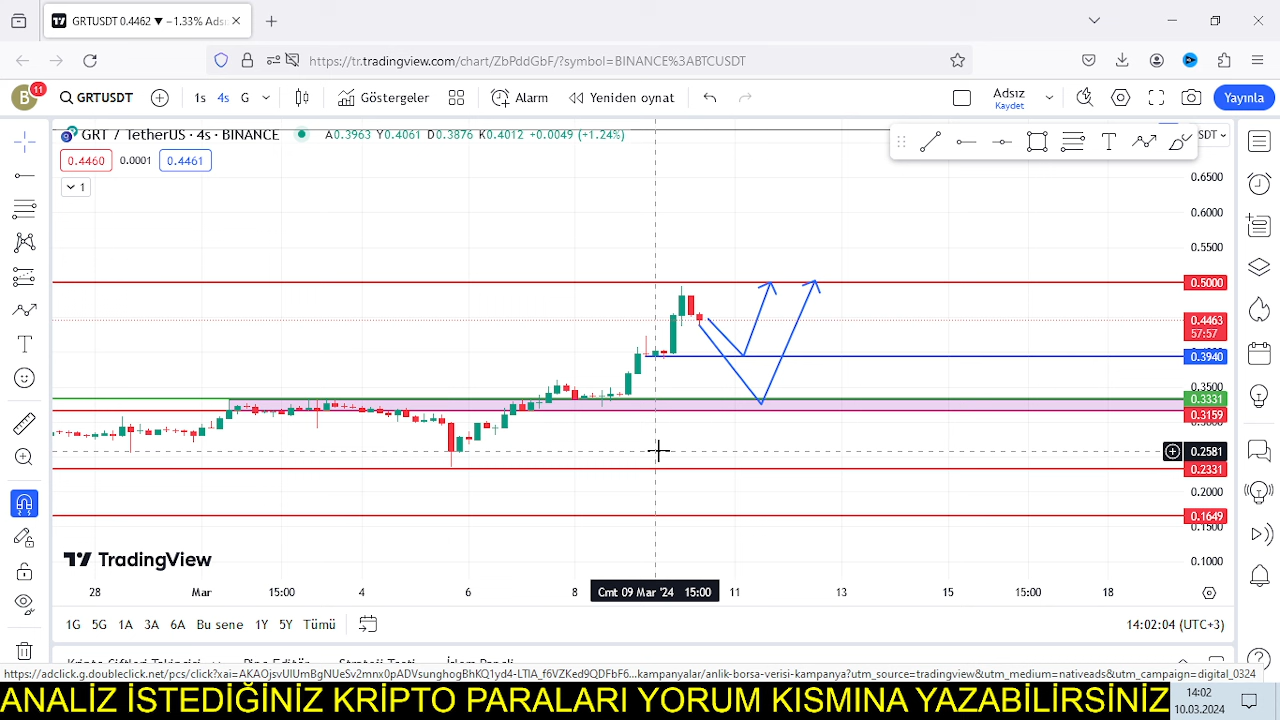 GRTUSDT 0.4462 ▼ −1.33% Adsı
https://tr.tradingview.com/chart/ZbPddGbF/?symbol=BINANCE%3ABTCUSDT
B
11
GRTUSDT
1s
4s
G
Göstergeler
Alarm
Yeniden oynat
Adsız
Kaydet
Yayınla
GRT / TetherUS · 4s · BINANCE
A0.3963 Y0.4061 D0.3876 K0.4012 +0.0049 (+1.24%)
0.4460
0.0001
0.4461
1
SDT
0.6500
0.6000
0.5500
0.5000
0.4463
57:57
0.3940
0.3500
0.3331
0.3159
0.2581
0.2331
0.2000
0.1649
0.1500
0.1000
TradingView
28
Mar
15:00
4
6
8
Cmt 09 Mar '24 15:00
11
13
15
15:00
18
1G 5G 1A 3A 6A Bu sene 1Y 5Y Tümü
14:02:04 (UTC+3)
ANALİZ İSTEDİĞİNİZ KRİPTO PARALARI YORUM KISMINA YAZABİLİRSİNİZ
14:02
10.03.2024